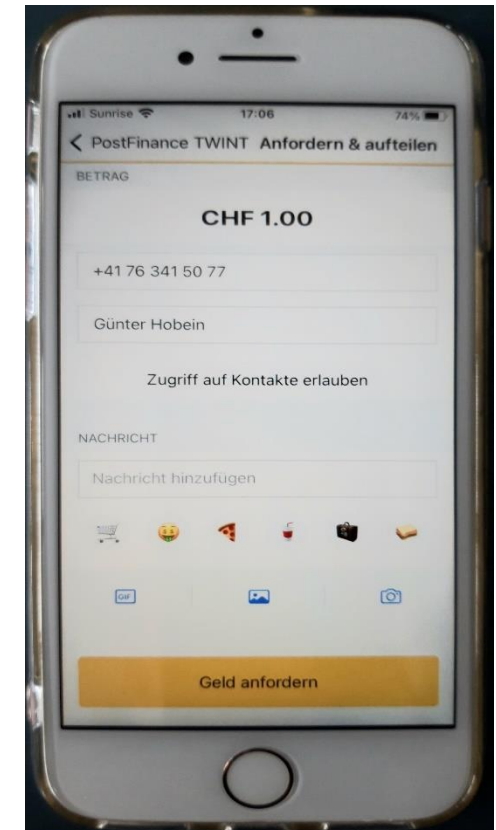 Sunrise 17:06 74%
PostFinance TWINT Anfordern & aufteilen
BETRAG
CHF 1.00
+41 76 341 50 77
Günter Hobein
Zugriff auf Kontakte erlauben
NACHRICHT
Nachricht hinzufügen
GIF
Geld anfordern